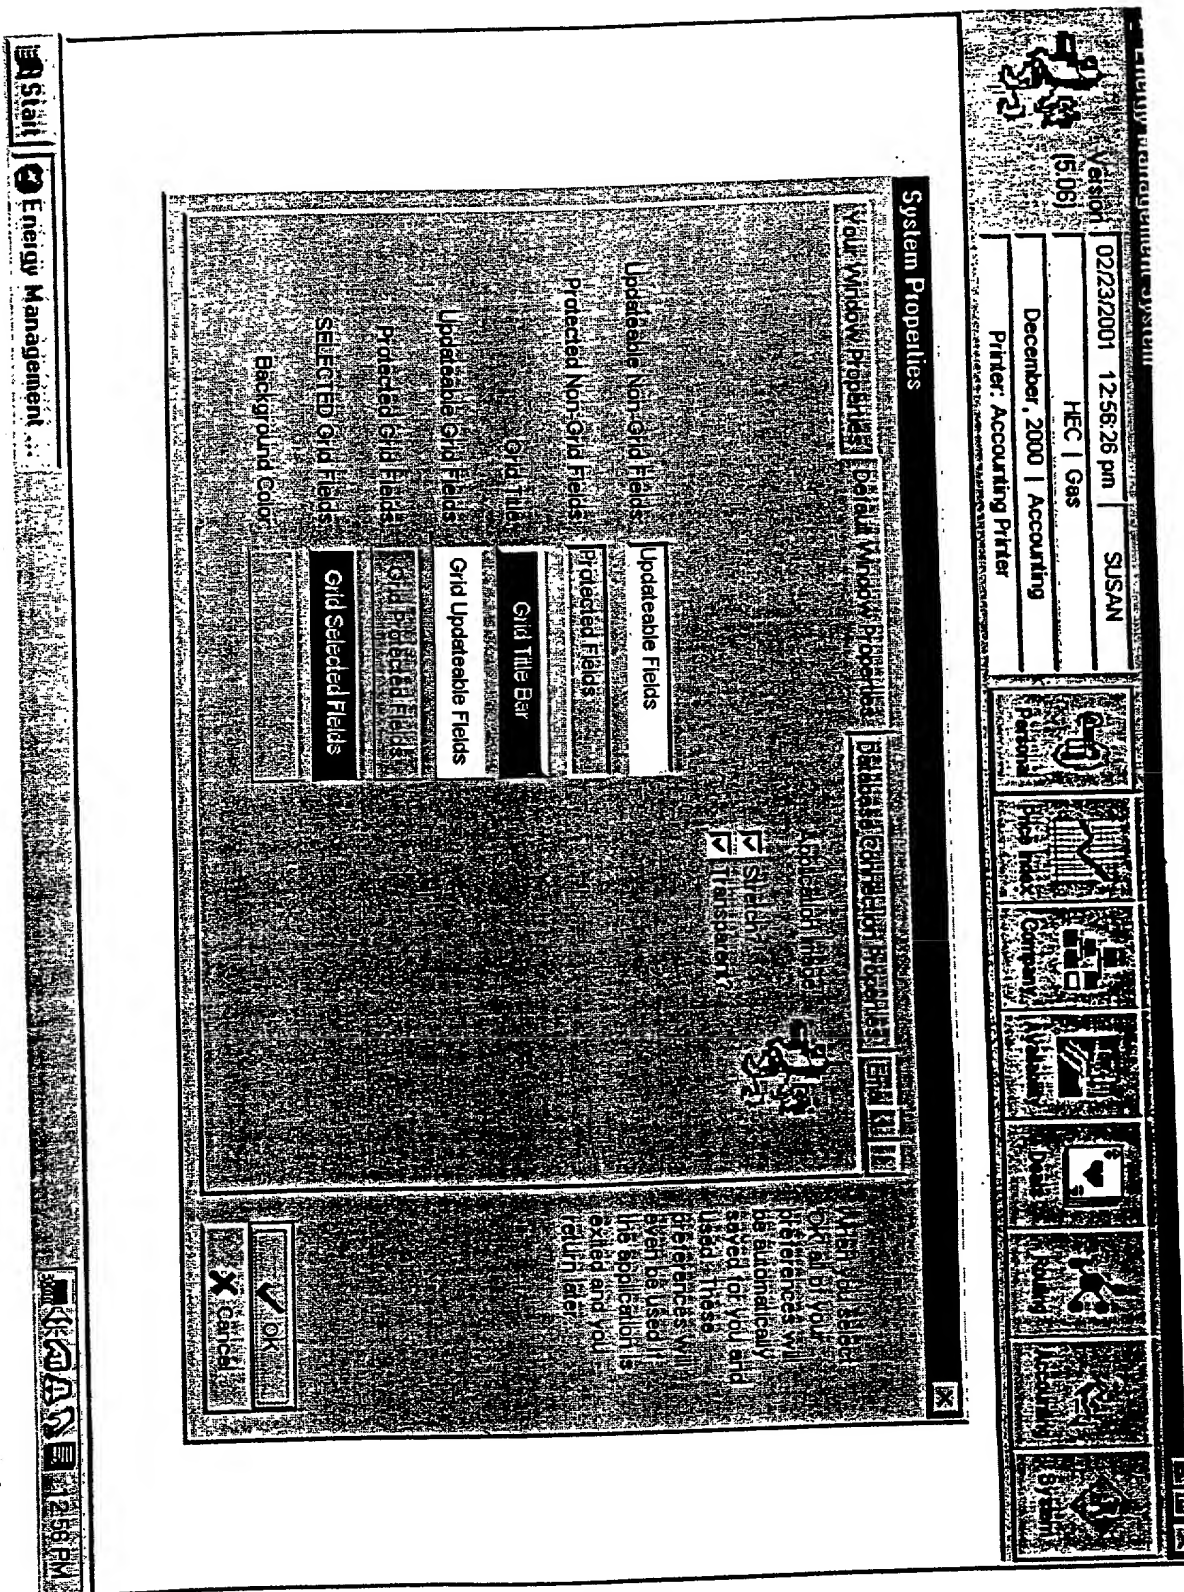 Energy Management System
Version
[5.06]
02/23/2001 12:56:26 pm
SUSAN
HEC | Gas
December, 2000 | Accounting
Printer: Accounting Printer
Personal
Price Index
Company
Availability
Deals
Routing
Accounting
System
System Properties
Your Window Properties
Default Window Properties
Database Connection Properties
Application Image
Stretch?
Transparent?
Updateable Non-Grid Fields:
Updateable Fields
Protected Non-Grid Fields:
Protected Fields
Grid Title:
Grid Title Bar
Updateable Grid Fields:
Grid Updateable Fields
Protected Grid Fields:
Grid Protected Fields
SELECTED Grid Fields:
Grid Selected Fields
Background Color:
When you select
'OK', all of your
preferences will
be automatically
saved for you and
used. These
preferences will
even be used if
the application is
exited and you
return later.
OK
Cancel
Start
Energy Management ...
12:56 PM